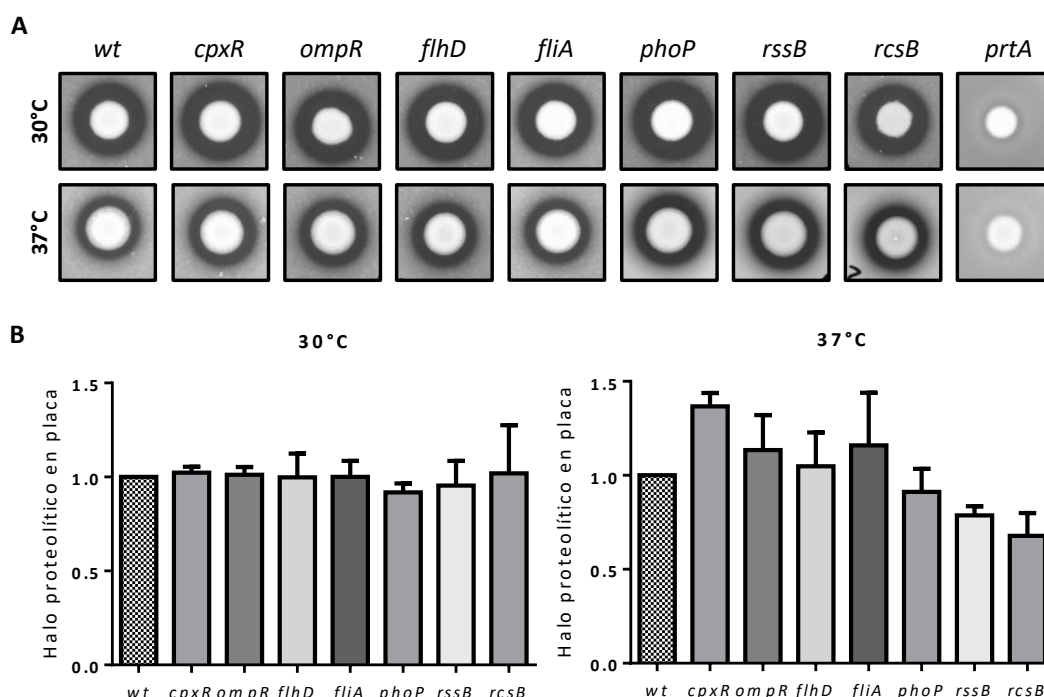 A
wt cpxR ompR flhD fliA phoP rssB rcsB prtA
30°C
37°C
B
30°C
Halo proteolítico en placa
1.5
1.0
0.5
0.0
wt cpxR ompR flhD fliA phoP rssB rcsB
37°C
Halo proteolítico en placa
1.5
1.0
0.5
0.0
wt cpxR ompR flhD fliA phoP rssB rcsB